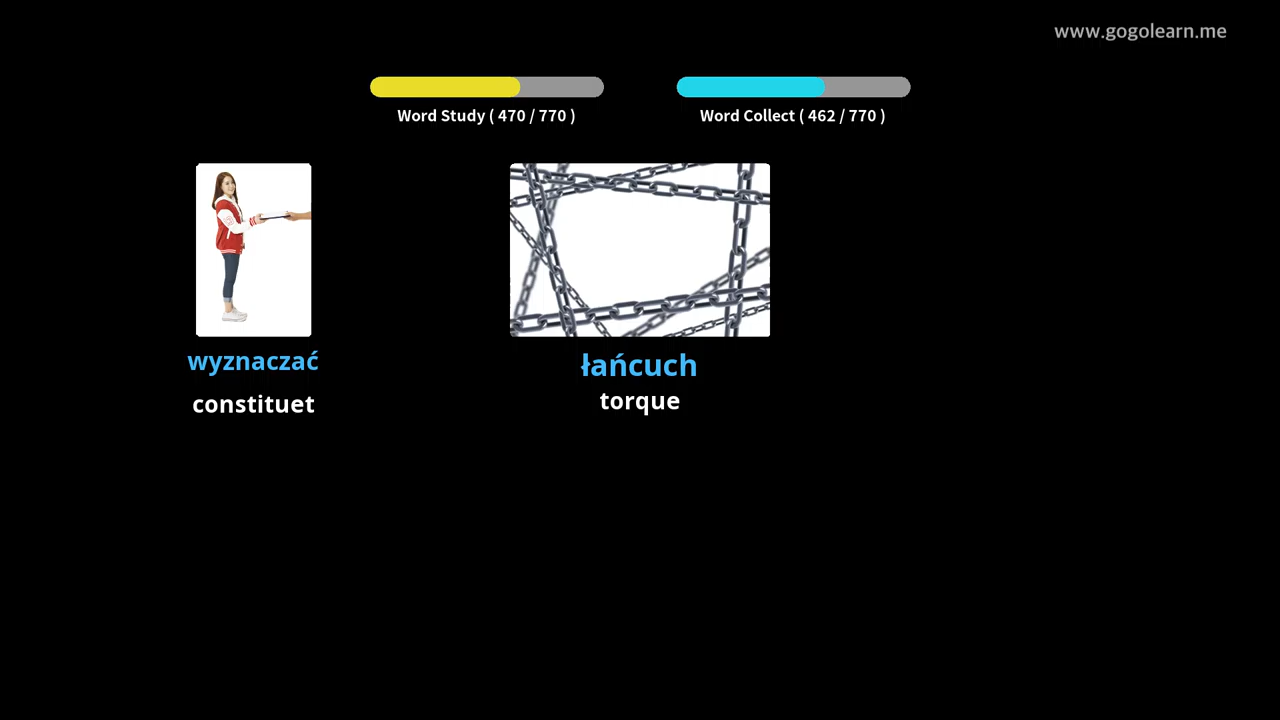 www.gogolearn.me
Word Study ( 470 / 770 )
Word Collect ( 462 / 770 )
wyznaczać
constituet
łańcuch
torque